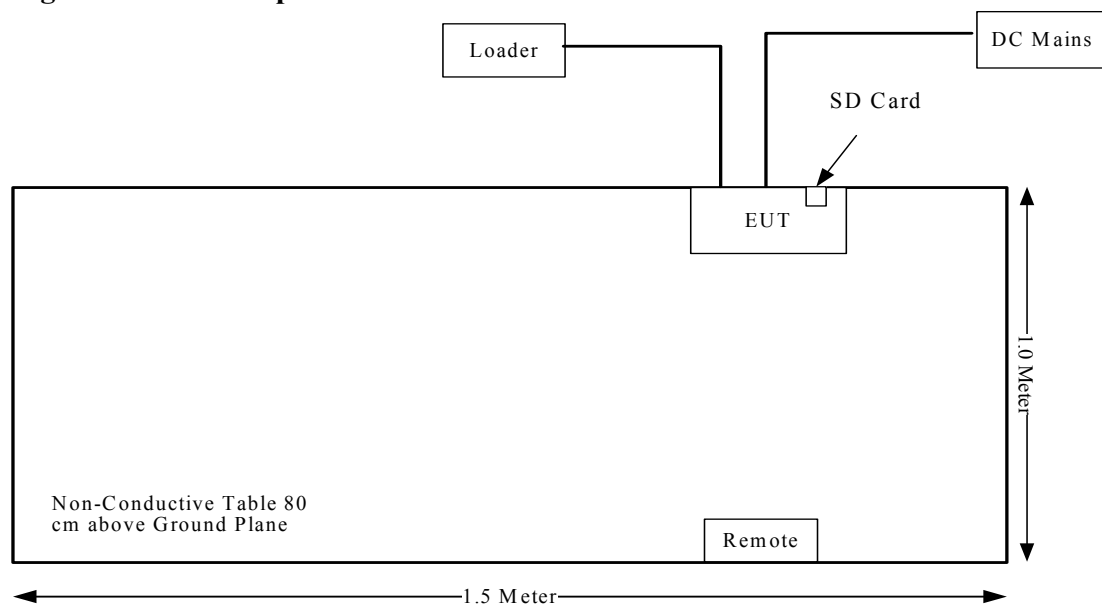 Loader
DC Mains
SD Card
EUT
1.0 Meter
Non-Conductive Table 80
cm above Ground Plane
Remote
1.5 Meter